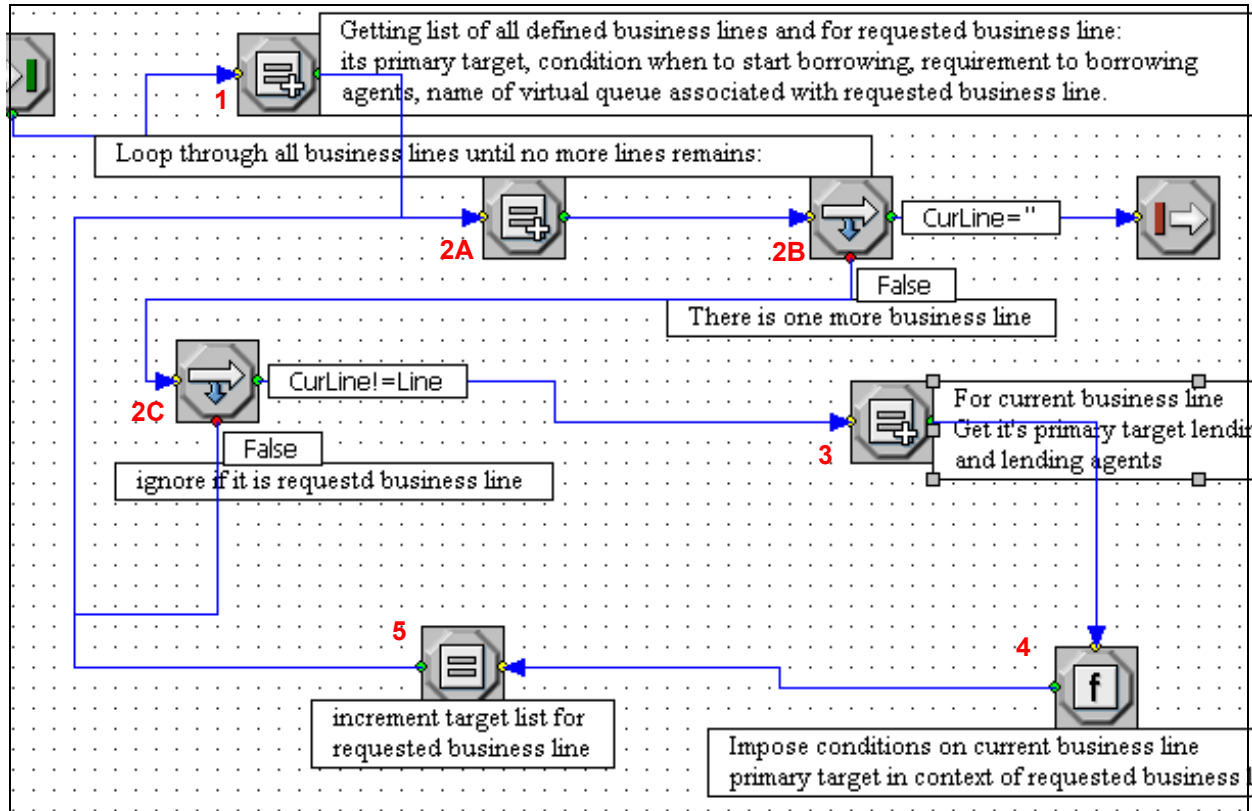 Getting list of all defined business lines and for requested business line:
its primary target, condition when to start borrowing, requirement to borrowing
agents, name of virtual queue associated with requested business line.
1
Loop through all business lines until no more lines remains:
2A
2B
CurLine=''
False
There is one more business line
2C
CurLine!=Line
False
ignore if it is requestd business line
3
For current business line
Get it's primary target lendin
and lending agents
5
4
f
increment target list for
requested business line
Impose conditions on current business line
primary target in context of requested business